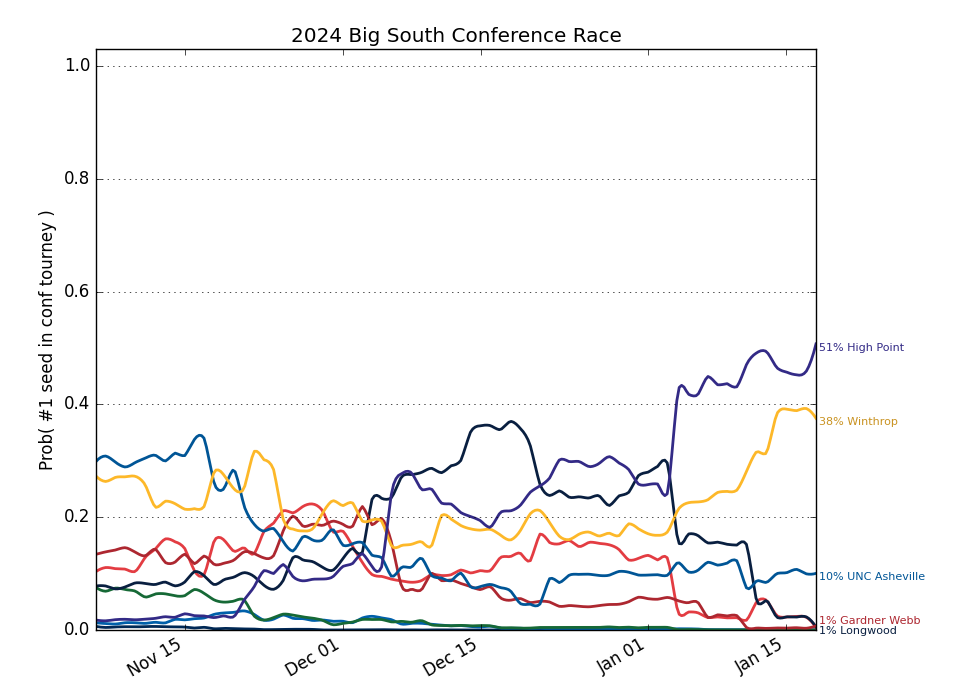 2024 Big South Conference Race
Prob( #1 seed in conf tourney )
1.0
0.8
0.6
0.4
0.2
0.0
Nov 15
Dec 01
Dec 15
Jan 01
Jan 15
51% High Point
38% Winthrop
10% UNC Asheville
1% Gardner Webb
1% Longwood